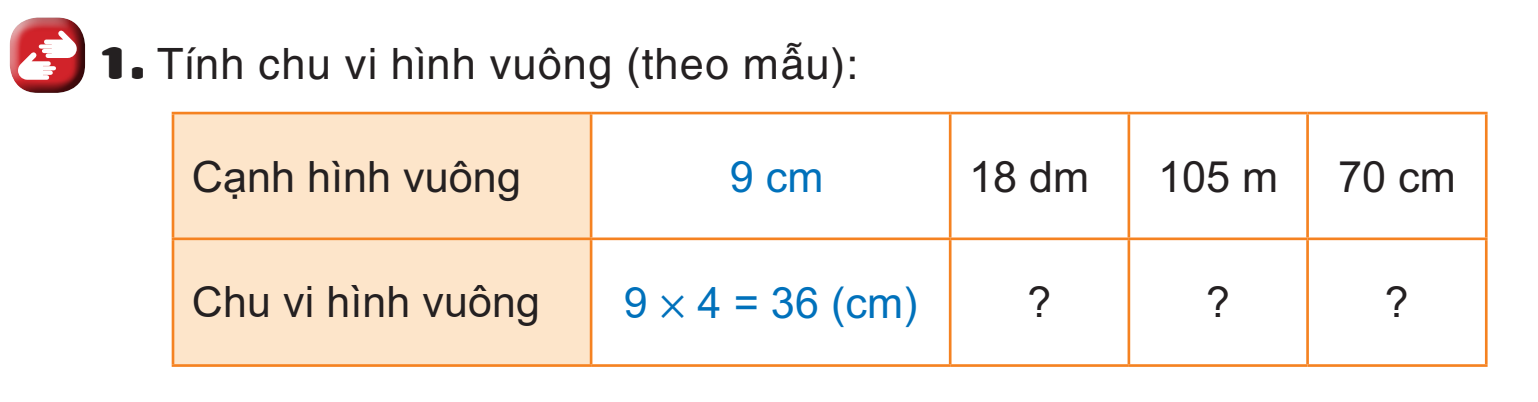 1. Tính chu vi hình vuông (theo mẫu):
Cạnh hình vuông 9 cm 18 dm 105 m 70 cm
Chu vi hình vuông 9 × 4 = 36 (cm) ? ? ?